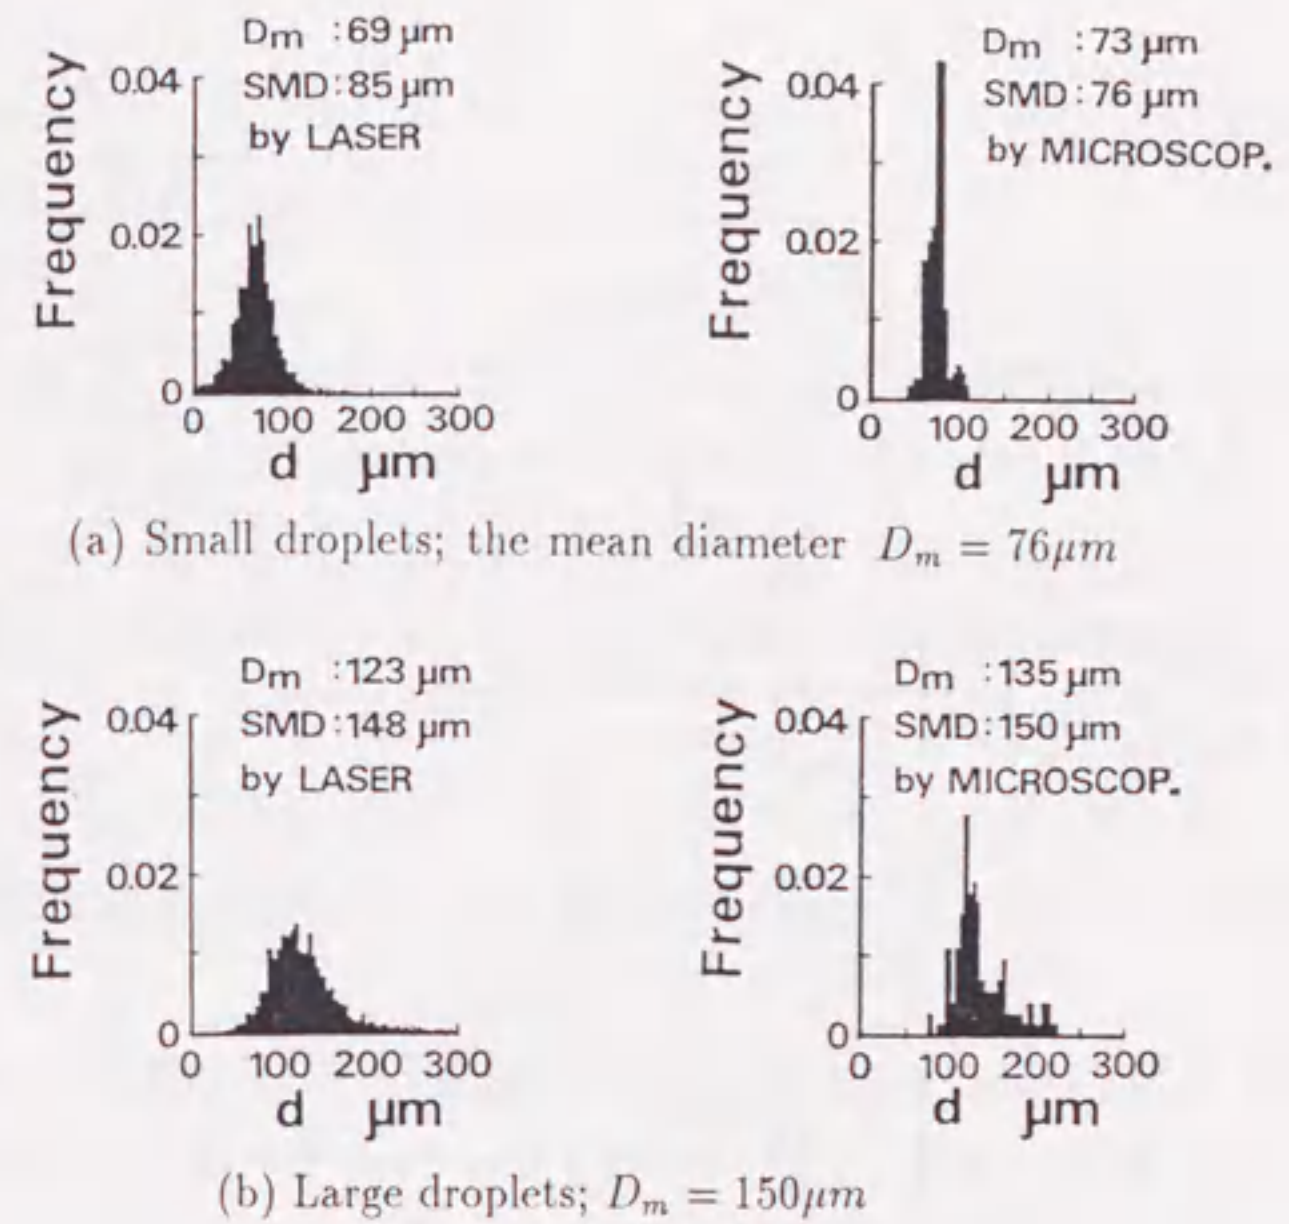 Dm : 69 µm
SMD : 85 µm
by LASER
Frequency
0.04
0.02
0
0 100 200 300
d µm
Dm : 73 µm
SMD : 76 µm
by MICROSCOP.
Frequency
0.04
0.02
0
0 100 200 300
d µm
(a) Small droplets; the mean diameter Dm = 76µm
Dm : 123 µm
SMD : 148 µm
by LASER
Frequency
0.04
0.02
0
0 100 200 300
d µm
Dm : 135 µm
SMD : 150 µm
by MICROSCOP.
Frequency
0.04
0.02
0
0 100 200 300
d µm
(b) Large droplets; Dm = 150µm